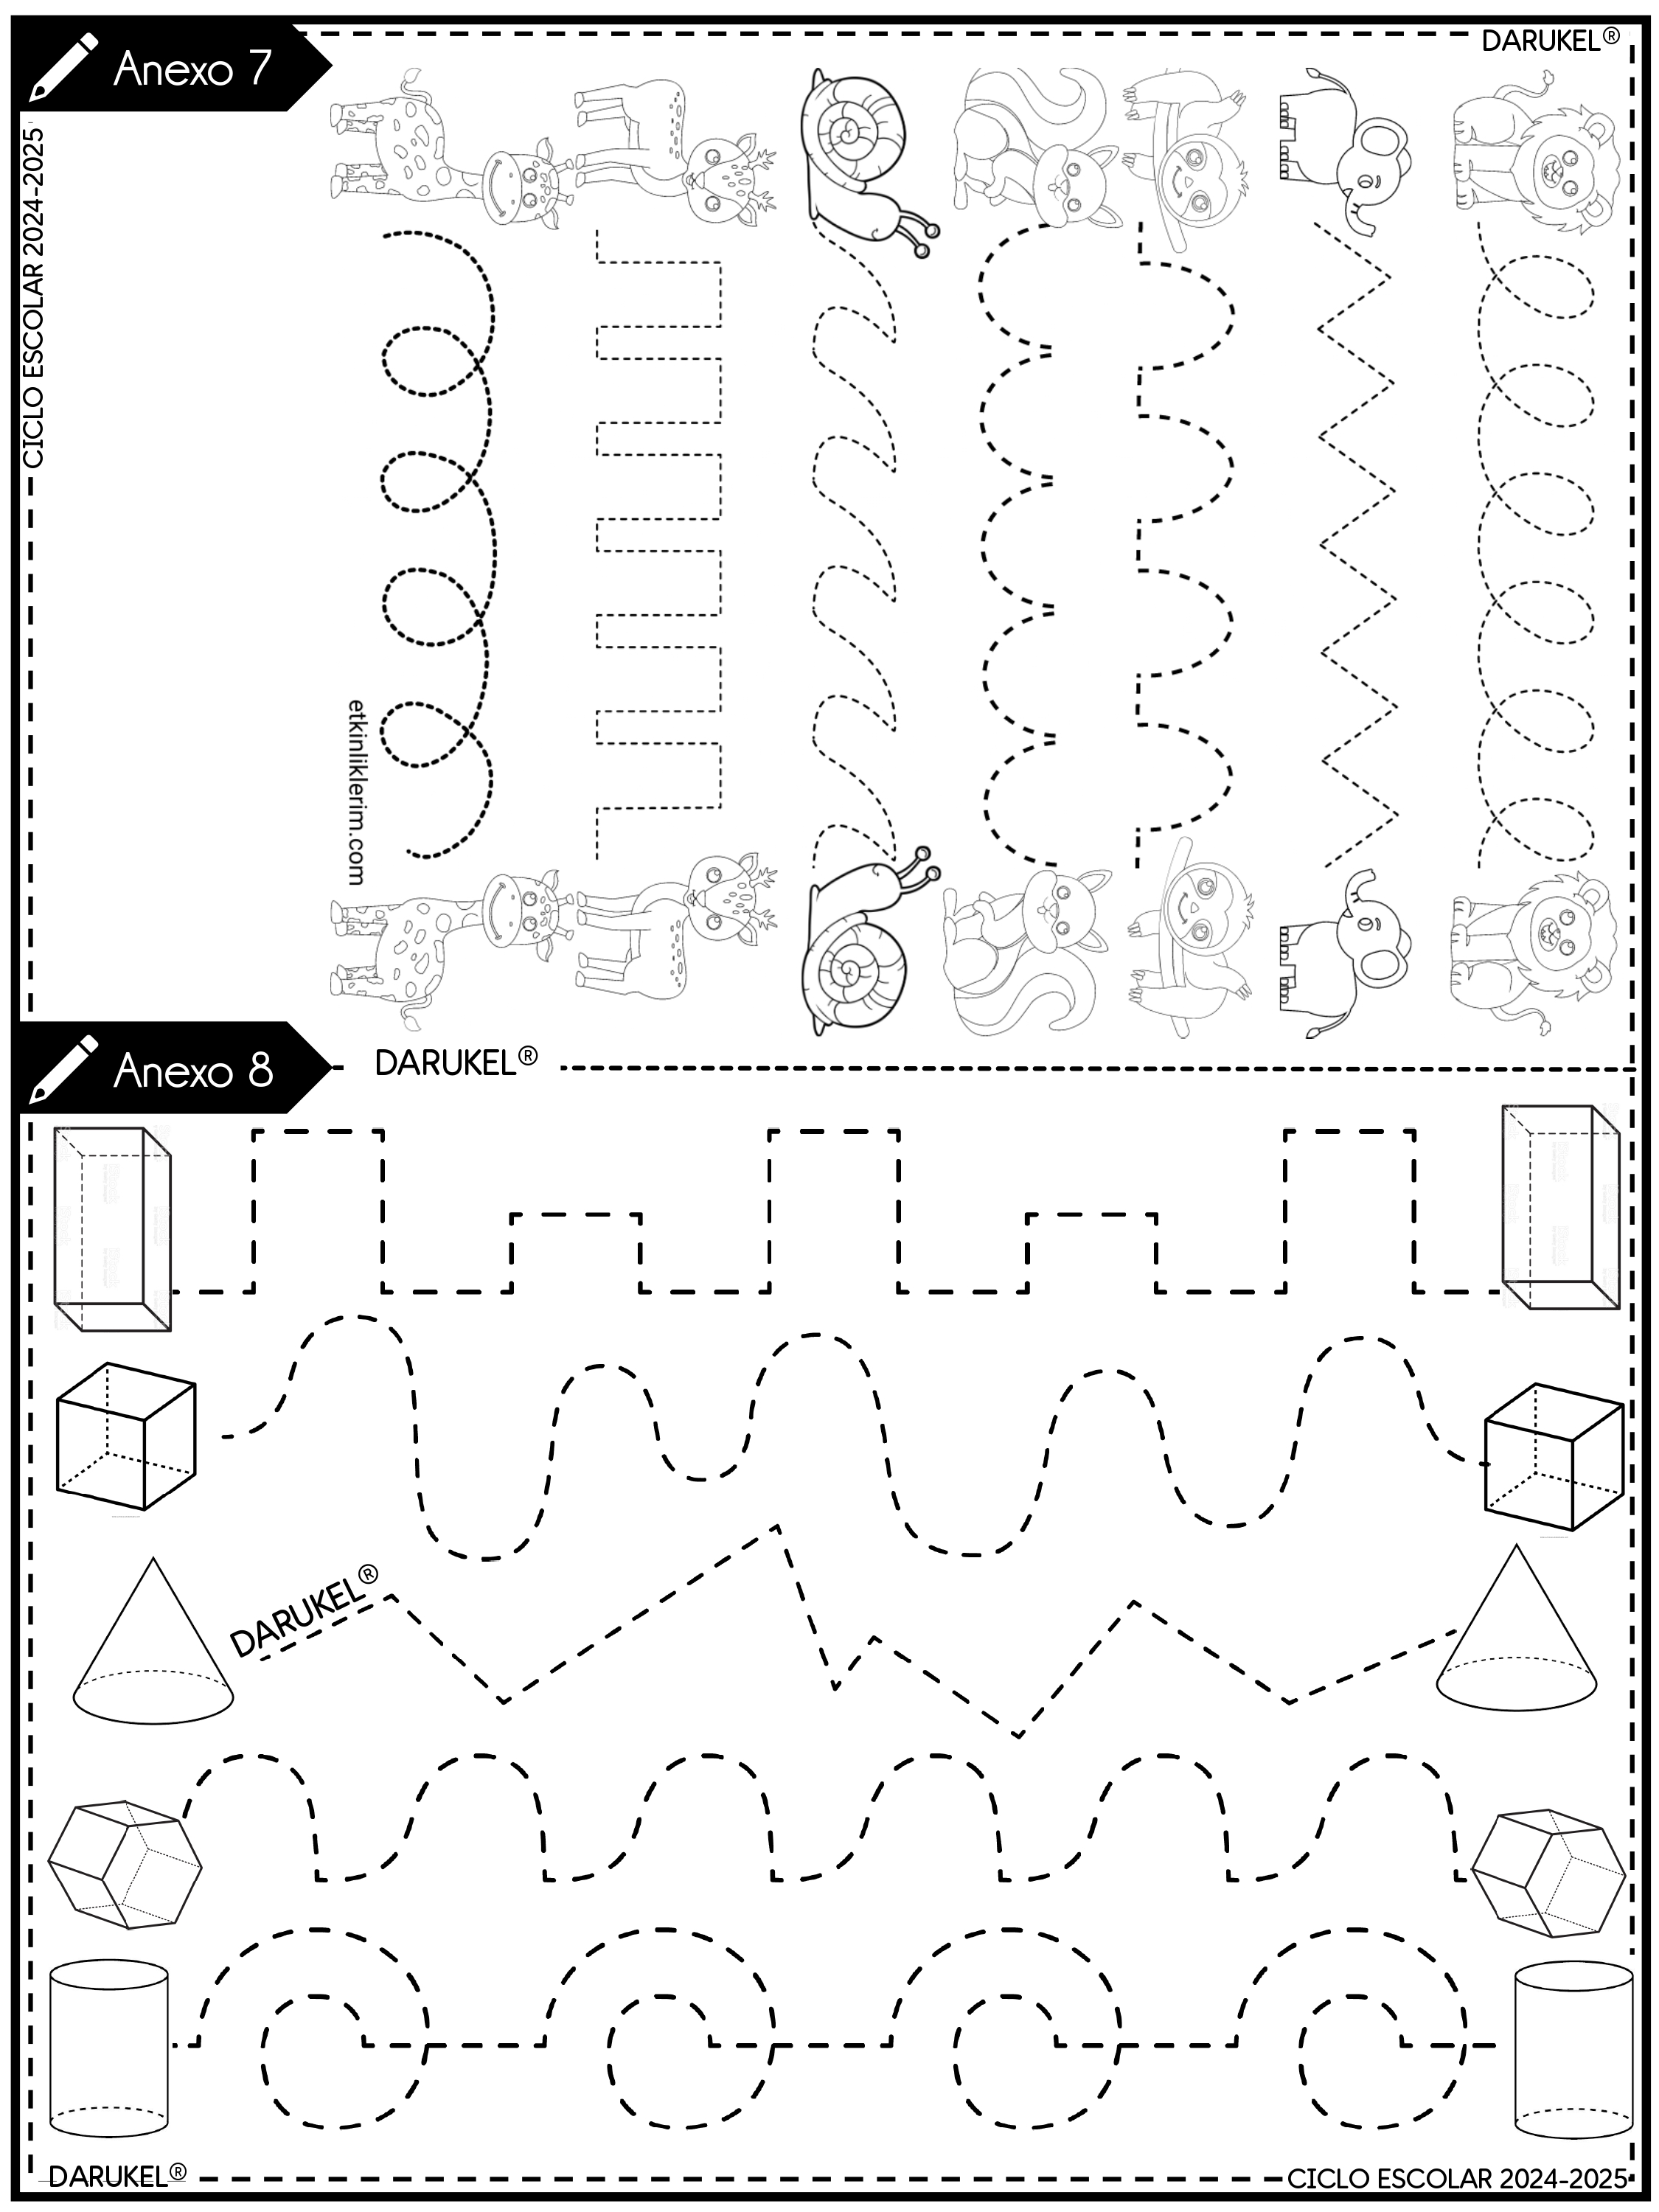 Anexo 7
DARUKEL®
CICLO ESCOLAR 2024-2025
etkinliklerim.com
Anexo 8
DARUKEL®
DARUKEL®
DARUKEL®
CICLO ESCOLAR 2024-2025